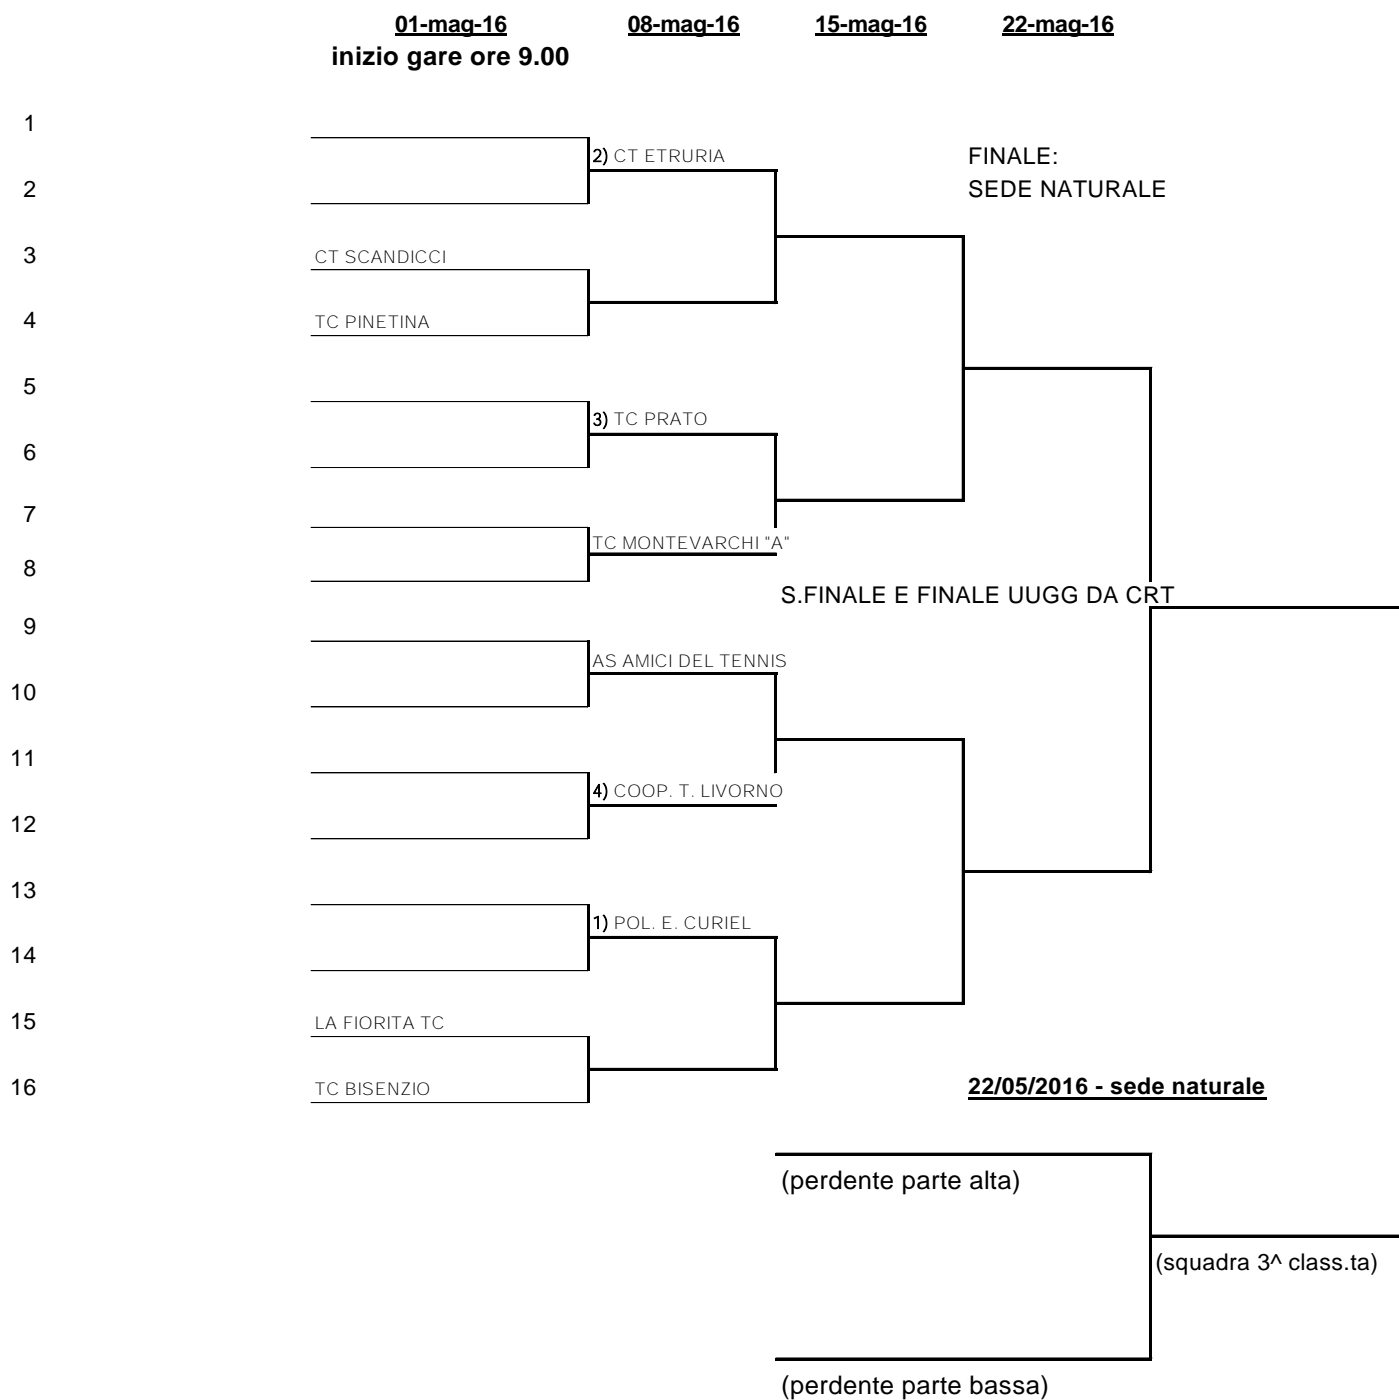 01-mag-16 08-mag-16 15-mag-16 22-mag-16
inizio gare ore 9.00
1
2) CT ETRURIA FINALE:
2 SEDE NATURALE
3 CT SCANDICCI
4 TC PINETINA
5
3) TC PRATO
6
7
TC MONTEVARCHI "A"
8
S.FINALE E FINALE UUGG DA CRT
9
AS AMICI DEL TENNIS
10
11
4) COOP. T. LIVORNO
12
13
1) POL. E. CURIEL
14
15 LA FIORITA TC
16 TC BISENZIO 22/05/2016 - sede naturale
(perdente parte alta)
(squadra 3^ class.ta)
(perdente parte bassa)